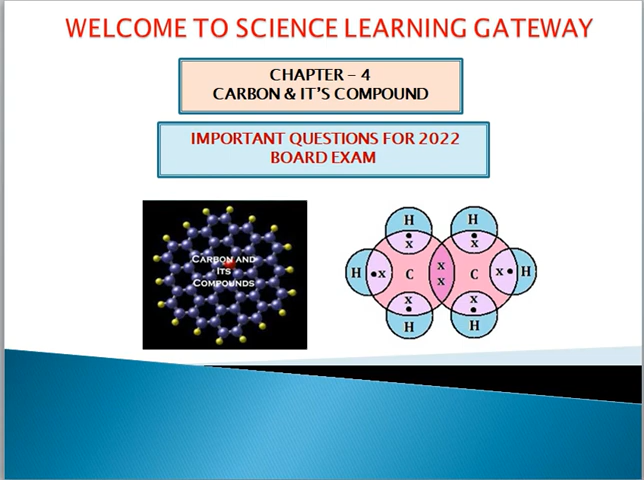 WELCOME TO SCIENCE LEARNING GATEWAY
CHAPTER – 4
CARBON & IT'S COMPOUND
IMPORTANT QUESTIONS FOR 2022
BOARD EXAM
CARBON AND
ITS
COMPOUNDS
H H
x x
H x C x x C x H
x x
H H